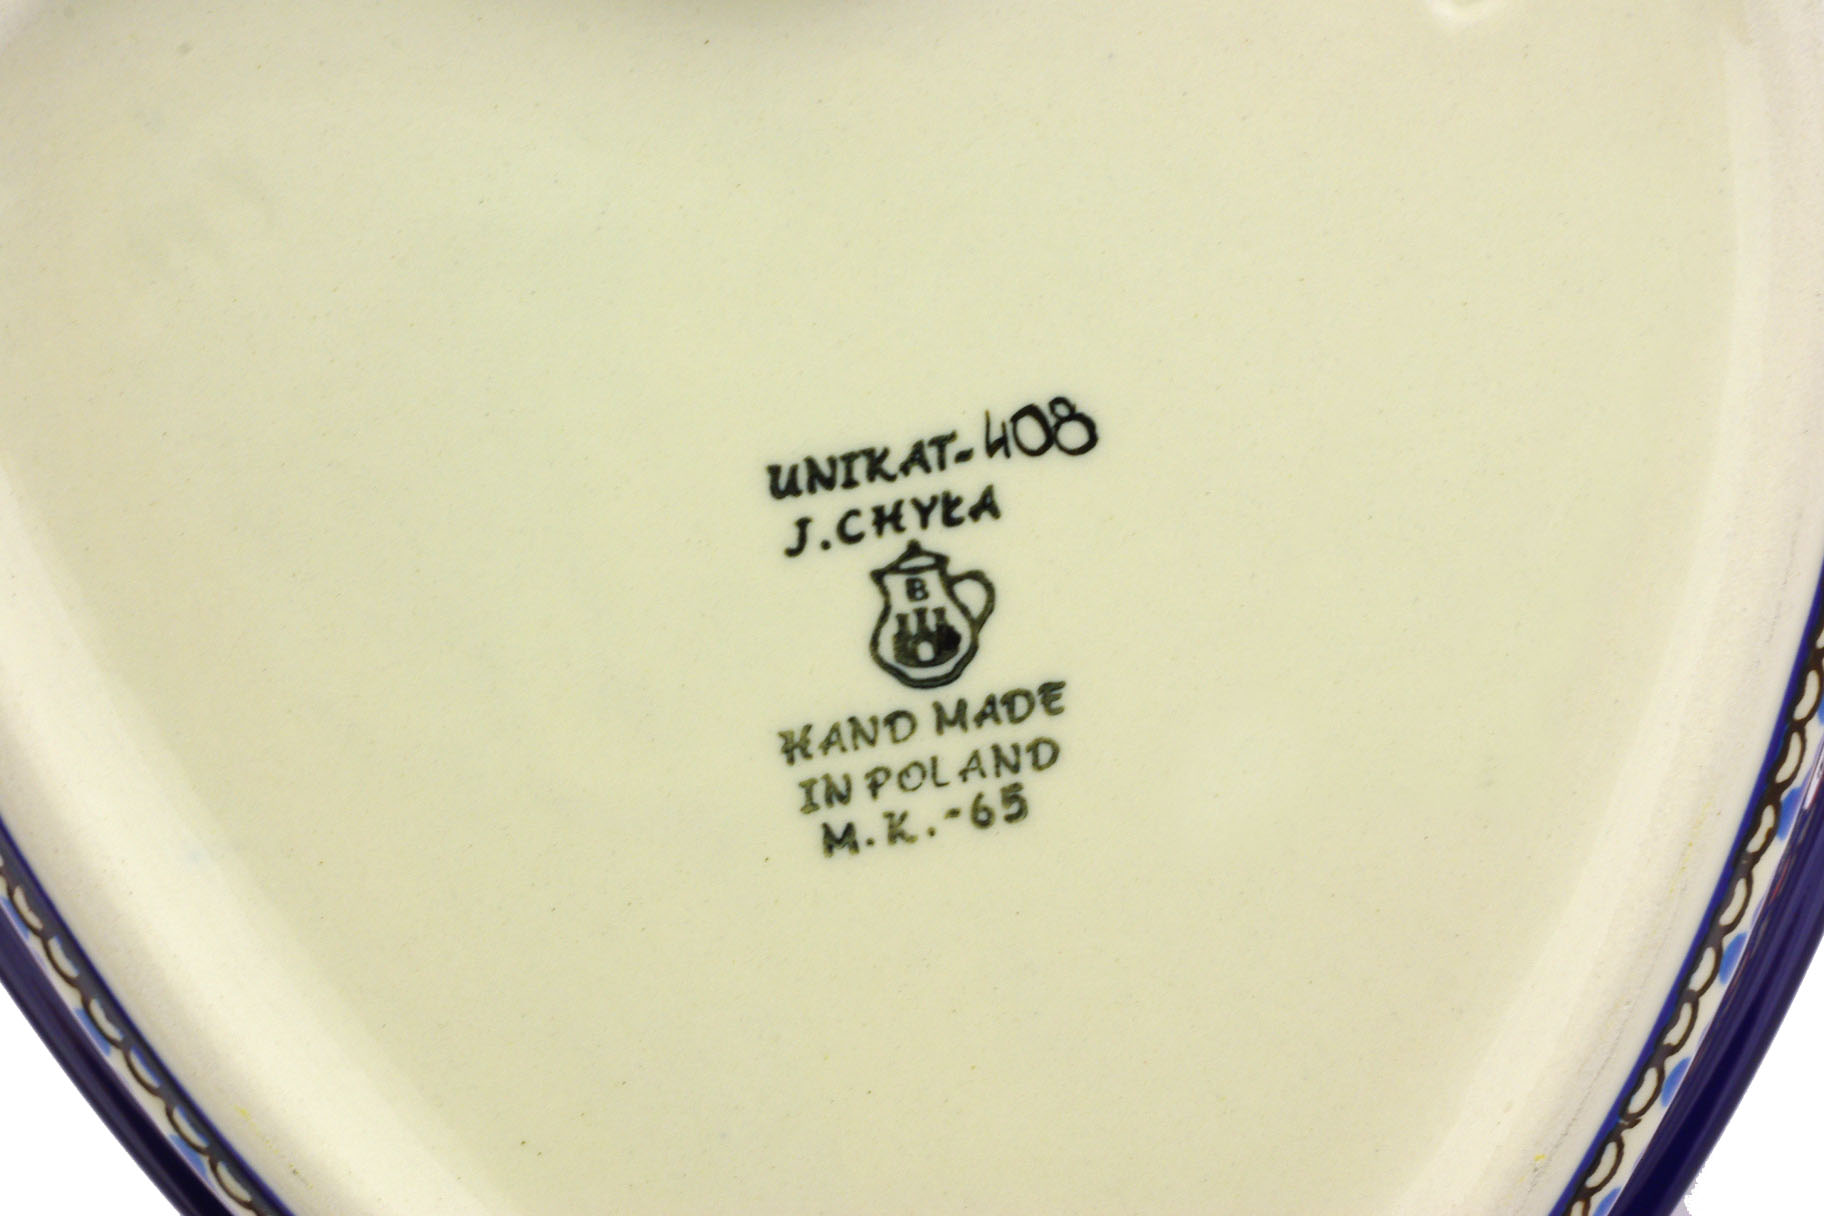 UNIKAT-408
J.CHYŁA
B
HAND MADE
IN POLAND
M.K.-65